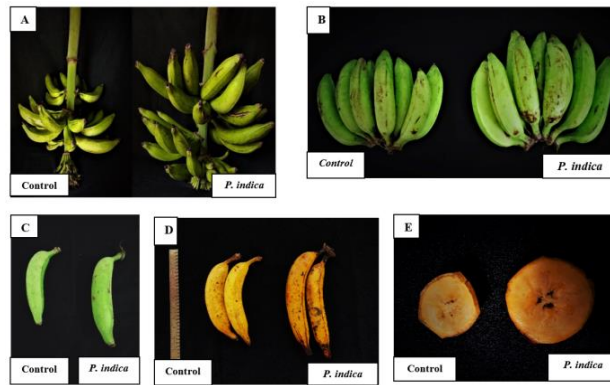 A
Control
P. indica
B
Control
P. indica
C
Control
P. indica
D
Control
P. indica
E
Control
P. indica